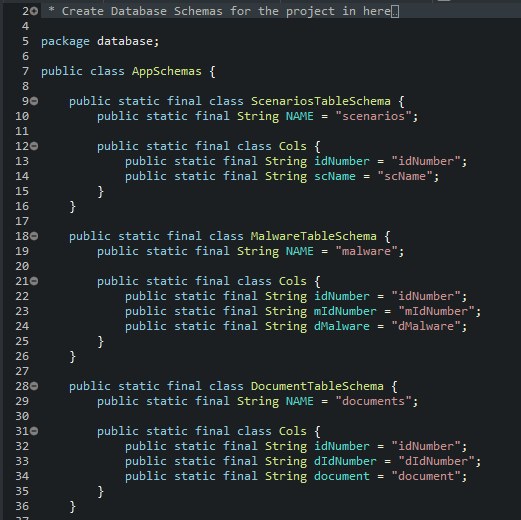 2 * Create Database Schemas for the project in here
4
5 package database;
6
7 public class AppSchemas {
8
9 public static final class ScenariosTableSchema {
10 public static final String NAME = "scenarios";
11
12 public static final class Cols {
13 public static final String idNumber = "idNumber";
14 public static final String scName = "scName";
15 }
16 }
17
18 public static final class MalwareTableSchema {
19 public static final String NAME = "malware";
20
21 public static final class Cols {
22 public static final String idNumber = "idNumber";
23 public static final String mIdNumber = "mIdNumber";
24 public static final String dMalware = "dMalware";
25 }
26 }
27
28 public static final class DocumentTableSchema {
29 public static final String NAME = "documents";
30
31 public static final class Cols {
32 public static final String idNumber = "idNumber";
33 public static final String dIdNumber = "dIdNumber";
34 public static final String document = "document";
35 }
36 }